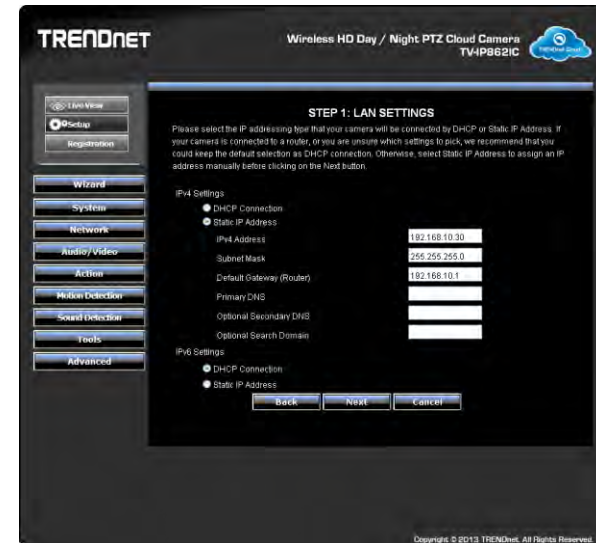 TRENDNET
Wireless HD Day / Night PTZ Cloud Camera
TV-IP862IC
TRENDnet Cloud
Live View
Setup
Registration
Wizard
System
Network
Audio/Video
Action
Motion Detection
Sound Detection
Tools
Advanced
STEP 1: LAN SETTINGS
Please select the IP addressing type that your camera will be connected by DHCP or Static IP Address. If
your camera is connected to a router, or you are unsure which settings to pick, we recommend that you
could keep the default selection as DHCP connection. Otherwise, select Static IP Address to assign an IP
address manually before clicking on the Next button.
IPv4 Settings
DHCP Connection
Static IP Address
IPv4 Address 192.168.10.30
Subnet Mask 255.255.255.0
Default Gateway (Router) 192.168.10.1
Primary DNS
Optional Secondary DNS
Optional Search Domain
IPv6 Settings
DHCP Connection
Static IP Address
Back Next Cancel
Copyright © 2013 TRENDnet. All Rights Reserved.